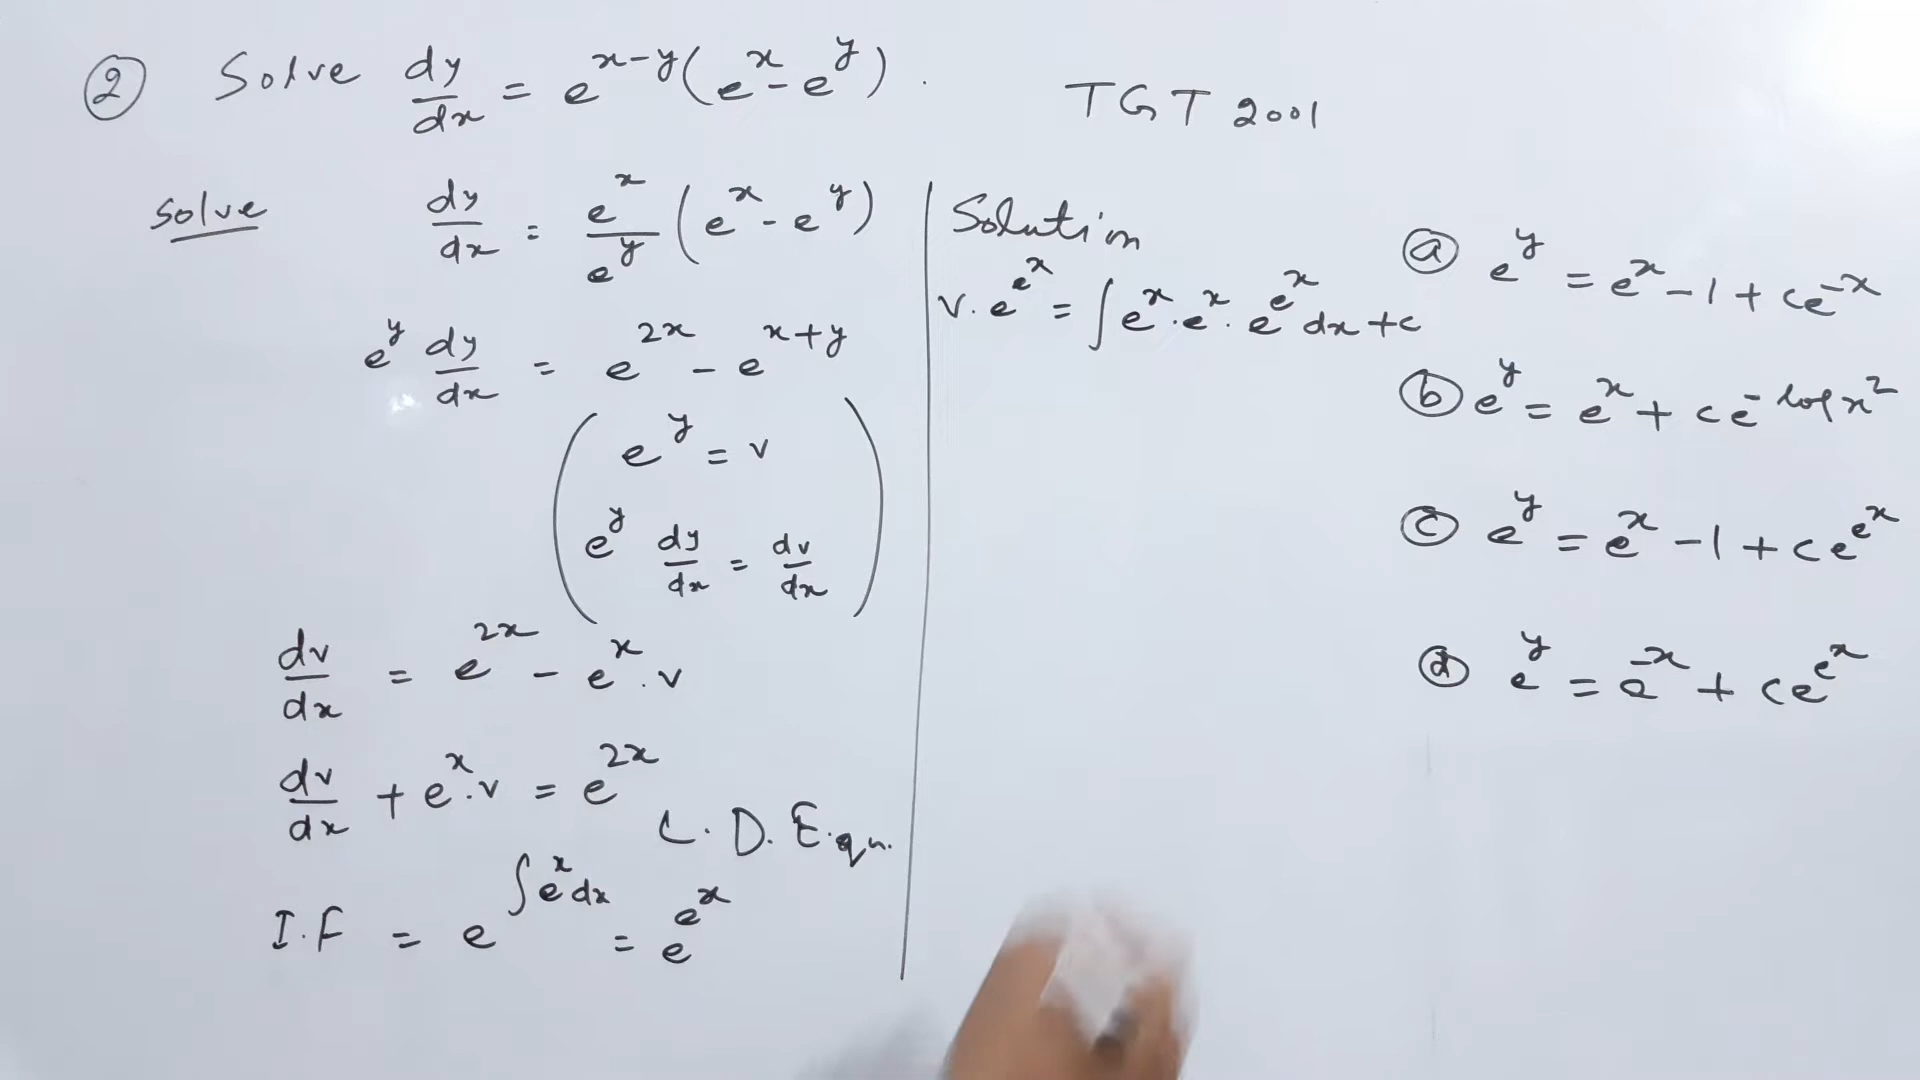 ② Solve dy/dx = e^(x-y) (e^x - e^y).
TGT 2001
Solve dy/dx = e^x/e^y (e^x - e^y)
e^y dy/dx = e^(2x) - e^(x+y)
e^y = v
e^y dy/dx = dv/dx
dv/dx = e^(2x) - e^x . v
dv/dx + e^x . v = e^(2x)
L. D. Eqn.
I.F = e^(∫e^x dx) = e^(e^x)
Solution
v. e^(e^x) = ∫ e^x . e^x . e^(e^x) dx + c
ⓐ e^y = e^x - 1 + ce^(-x)
ⓑ e^y = e^x + ce^(- log x^2)
ⓒ e^y = e^x - 1 + ce^(e^x)
ⓓ e^y = e^(-x) + ce^(e^x)